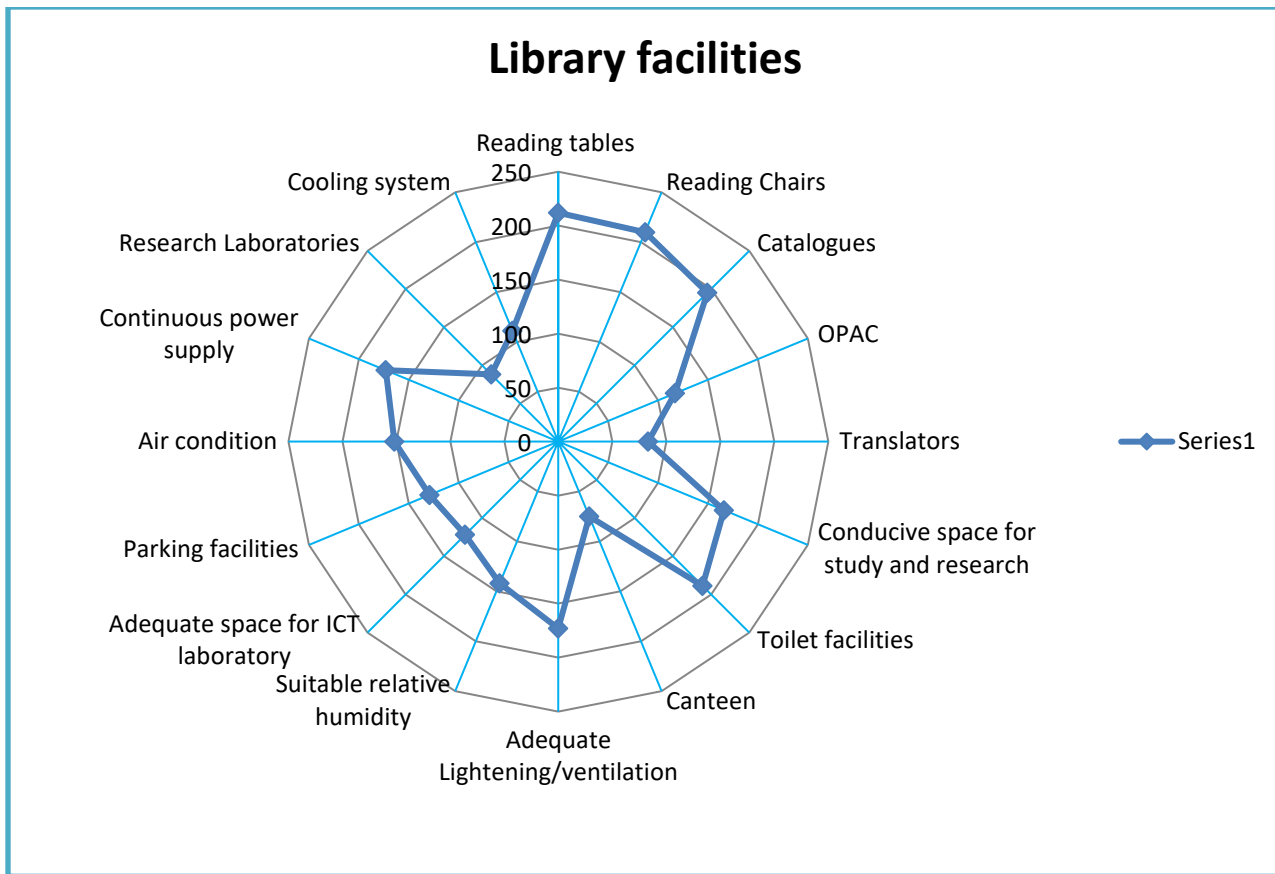 Library facilities
Reading tables
Reading Chairs
Catalogues
OPAC
Translators
Conducive space for
study and research
Toilet facilities
Canteen
Adequate
Lightening/ventilation
Suitable relative
humidity
Adequate space for ICT
laboratory
Parking facilities
Air condition
Continuous power
supply
Research Laboratories
Cooling system
250
200
150
100
50
0
Series1